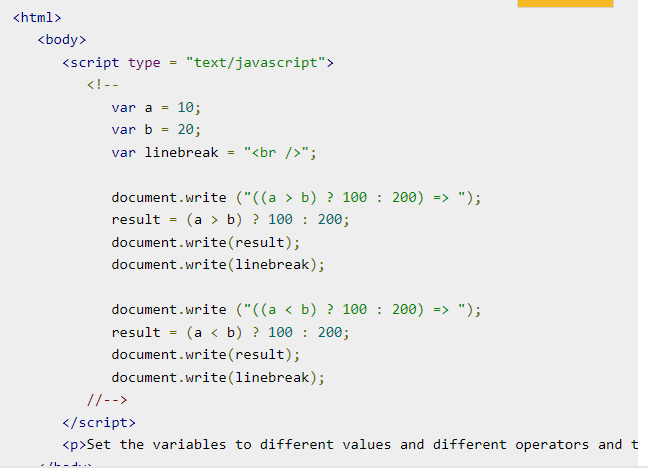 <html>
<body>
<script type = "text/javascript">
<!--
var a = 10;
var b = 20;
var linebreak = "<br />";
document.write ("((a > b) ? 100 : 200) => ");
result = (a > b) ? 100 : 200;
document.write(result);
document.write(linebreak);
document.write ("((a < b) ? 100 : 200) => ");
result = (a < b) ? 100 : 200;
document.write(result);
document.write(linebreak);
//-->
</script>
<p>Set the variables to different values and different operators and t